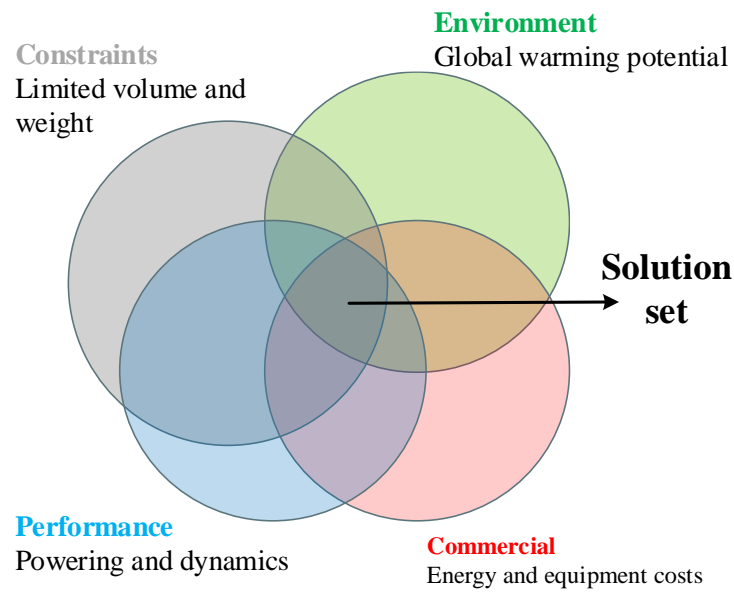 Environment
Global warming potential
Constraints
Limited volume and
weight
Solution
set
Performance
Powering and dynamics
Commercial
Energy and equipment costs